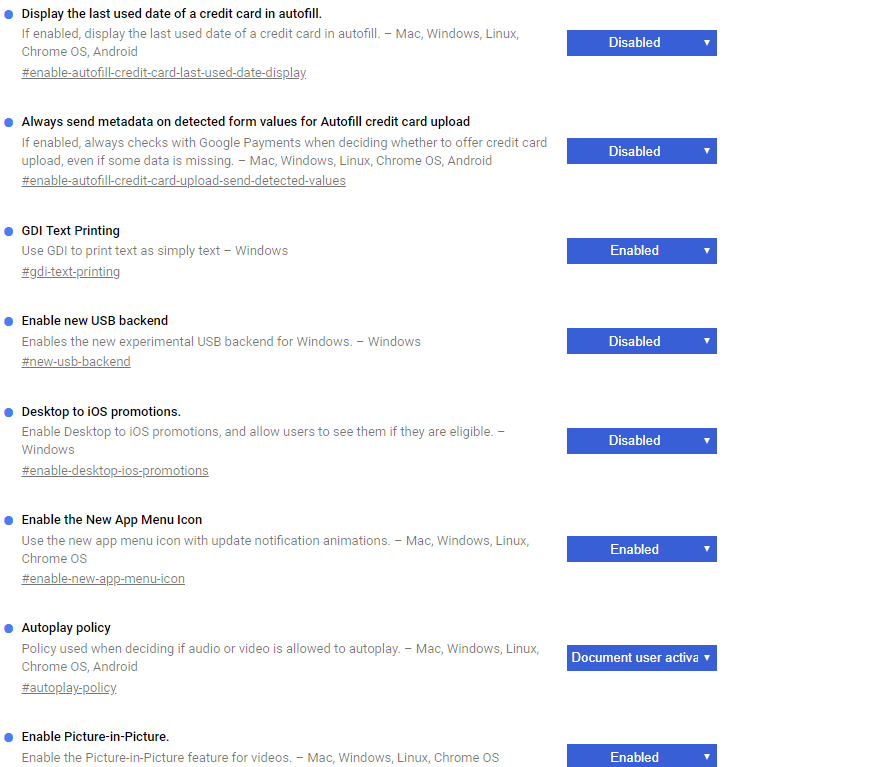 Display the last used date of a credit card in autofill.
If enabled, display the last used date of a credit card in autofill. – Mac, Windows, Linux,
Chrome OS, Android
#enable-autofill-credit-card-last-used-date-display
Disabled
Always send metadata on detected form values for Autofill credit card upload
If enabled, always checks with Google Payments when deciding whether to offer credit card
upload, even if some data is missing. – Mac, Windows, Linux, Chrome OS, Android
#enable-autofill-credit-card-upload-send-detected-values
Disabled
GDI Text Printing
Use GDI to print text as simply text – Windows
#gdi-text-printing
Enabled
Enable new USB backend
Enables the new experimental USB backend for Windows. – Windows
#new-usb-backend
Disabled
Desktop to iOS promotions.
Enable Desktop to iOS promotions, and allow users to see them if they are eligible. –
Windows
#enable-desktop-ios-promotions
Disabled
Enable the New App Menu Icon
Use the new app menu icon with update notification animations. – Mac, Windows, Linux,
Chrome OS
#enable-new-app-menu-icon
Enabled
Autoplay policy
Policy used when deciding if audio or video is allowed to autoplay. – Mac, Windows, Linux,
Chrome OS, Android
#autoplay-policy
Document user activa
Enable Picture-in-Picture.
Enable the Picture-in-Picture feature for videos. – Mac, Windows, Linux, Chrome OS
Enabled